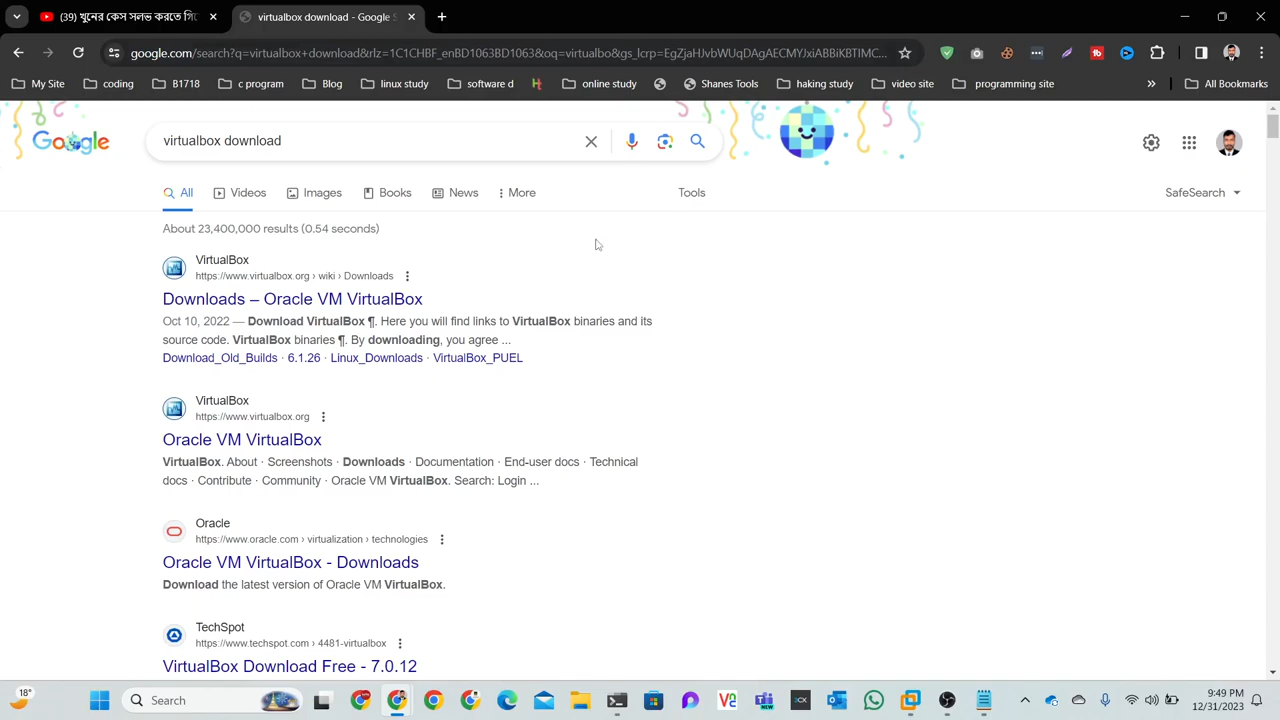 (39) খুনের কেস সলভ করতে গি
virtualbox download - Google S
google.com/search?q=virtualbox+download&rlz=1C1CHBF_enBD1063BD1063&oq=virtualbo&gs_lcrp=EgZjaHJvbWUqDAgAECMYJxiABBiKBTIMC...
My Site
coding
B1718
c program
Blog
linux study
software d
online study
Shanes Tools
haking study
video site
programming site
All Bookmarks
Google
virtualbox download
All
Videos
Images
Books
News
More
Tools
SafeSearch
About 23,400,000 results (0.54 seconds)
VirtualBox
https://www.virtualbox.org › wiki › Downloads
Downloads – Oracle VM VirtualBox
Oct 10, 2022 — Download VirtualBox ¶. Here you will find links to VirtualBox binaries and its
source code. VirtualBox binaries ¶. By downloading, you agree ...
Download_Old_Builds · 6.1.26 · Linux_Downloads · VirtualBox_PUEL
VirtualBox
https://www.virtualbox.org
Oracle VM VirtualBox
VirtualBox. About · Screenshots · Downloads · Documentation · End-user docs · Technical
docs · Contribute · Community · Oracle VM VirtualBox. Search: Login ...
Oracle
https://www.oracle.com › virtualization › technologies
Oracle VM VirtualBox - Downloads
Download the latest version of Oracle VM VirtualBox.
TechSpot
https://www.techspot.com › 4481-virtualbox
VirtualBox Download Free - 7.0.12
18°
Search
9:49 PM
12/31/2023